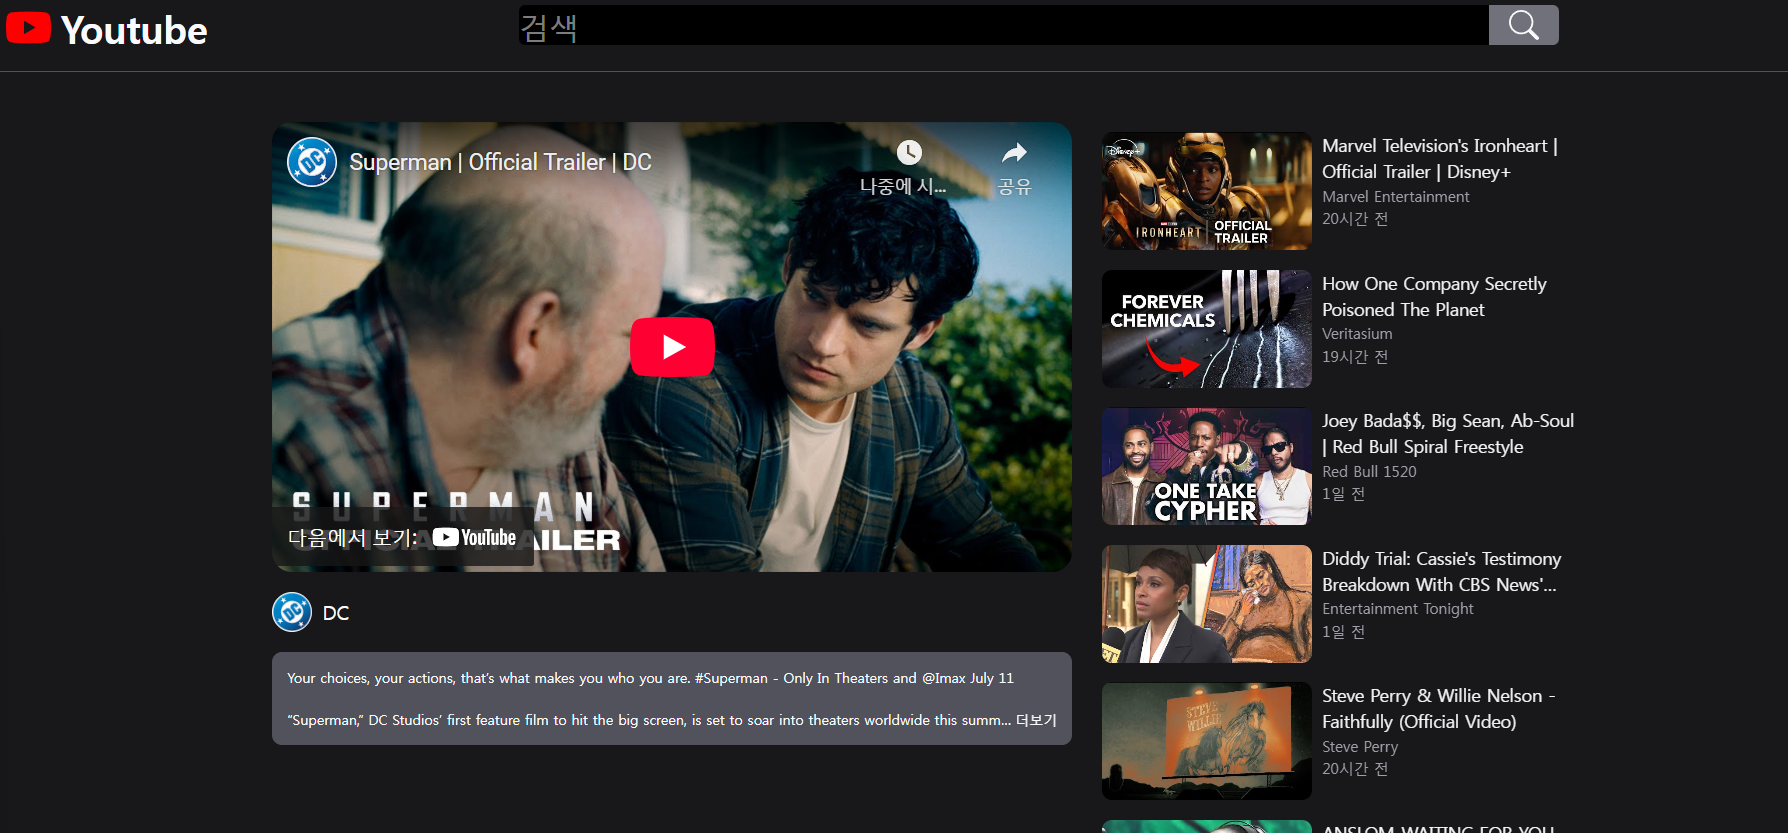 Youtube
검색
DC
Superman | Official Trailer | DC
나중에 시...
공유
SUPERMAN
다음에서 보기: YouTube
DC
DC
Your choices, your actions, that’s what makes you who you are. #Superman - Only In Theaters and @Imax July 11
“Superman,” DC Studios’ first feature film to hit the big screen, is set to soar into theaters worldwide this summ... 더보기
Disney+
IRONHEART
OFFICIAL
TRAILER
Marvel Television's Ironheart |
Official Trailer | Disney+
Marvel Entertainment
20시간 전
FOREVER
CHEMICALS
How One Company Secretly
Poisoned The Planet
Veritasium
19시간 전
ONE TAKE
CYPHER
Joey Bada$$, Big Sean, Ab-Soul
| Red Bull Spiral Freestyle
Red Bull 1520
1일 전
Diddy Trial: Cassie's Testimony
Breakdown With CBS News'...
Entertainment Tonight
1일 전
STEVE
WILLIE
Steve Perry & Willie Nelson -
Faithfully (Official Video)
Steve Perry
20시간 전